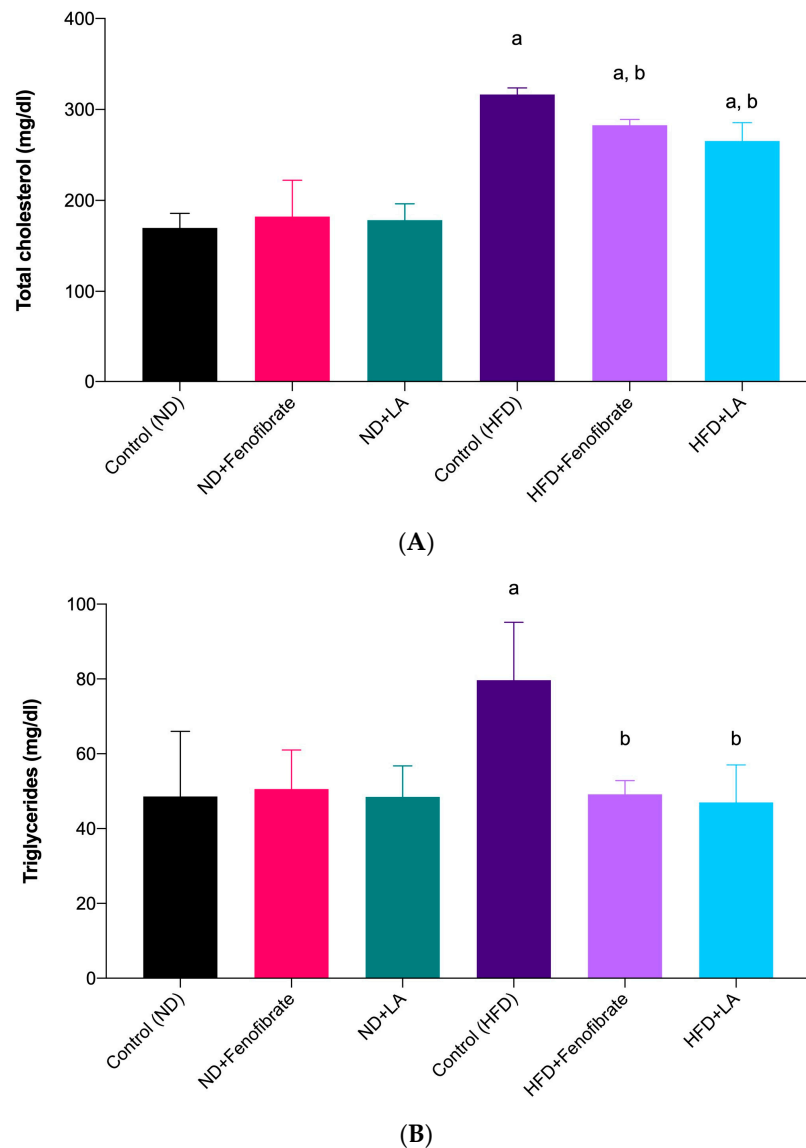 Total cholesterol (mg/dl)
400
300
200
100
0
a
a, b
a, b
Control (ND)
ND+Fenofibrate
ND+LA
Control (HFD)
HFD+Fenofibrate
HFD+LA
(A)
Triglycerides (mg/dl)
100
80
60
40
20
0
a
b
b
Control (ND)
ND+Fenofibrate
ND+LA
Control (HFD)
HFD+Fenofibrate
HFD+LA
(B)